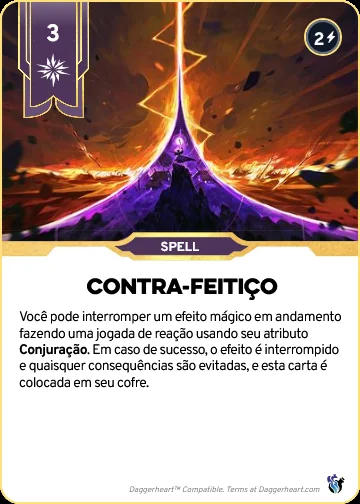 3
2
SPELL
CONTRA-FEITIÇO
Você pode interromper um efeito mágico em andamento
fazendo uma jogada de reação usando seu atributo
Conjuração. Em caso de sucesso, o efeito é interrompido
e quaisquer consequências são evitadas, e esta carta é
colocada em seu cofre.
Daggerheart™ Compatible. Terms at Daggerheart.com